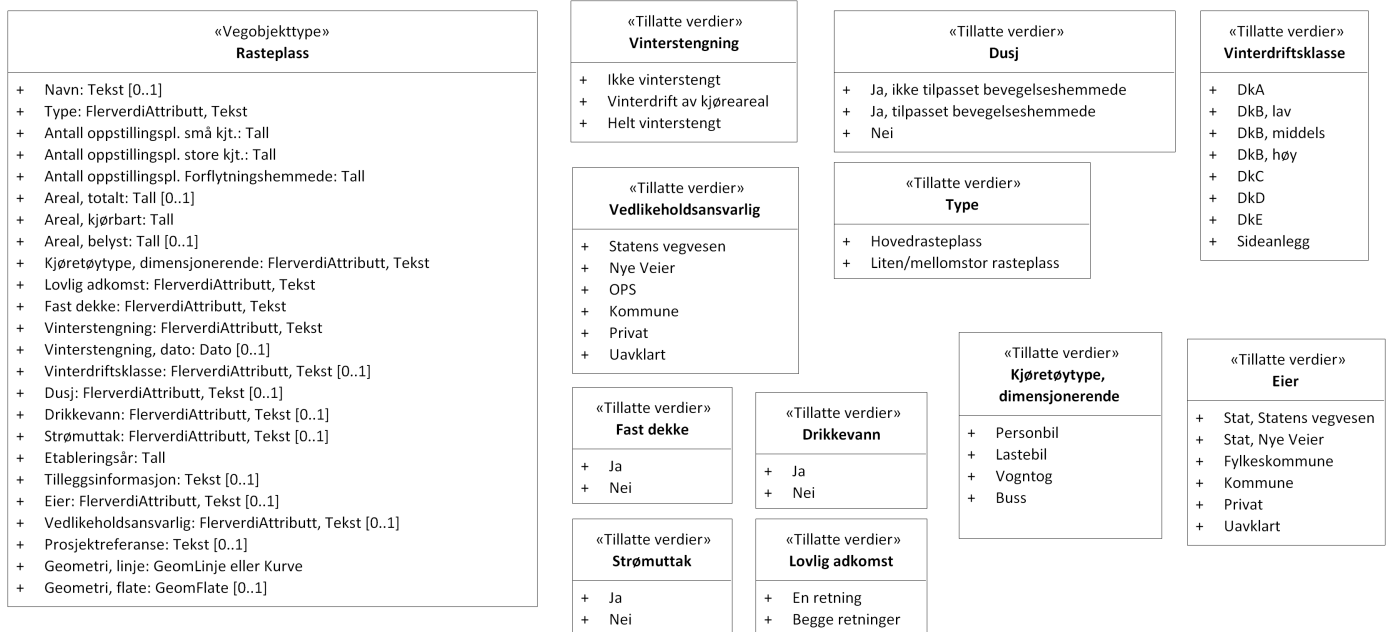 «Vegobjekttype»
Rasteplass
+ Navn: Tekst [0..1]
+ Type: FlerverdiAttributt, Tekst
+ Antall oppstillingspl. små kjt.: Tall
+ Antall oppstillingspl. store kjt.: Tall
+ Antall oppstillingspl. Forflytningshemmede: Tall
+ Areal, totalt: Tall [0..1]
+ Areal, kjørbart: Tall
+ Areal, belyst: Tall [0..1]
+ Kjøretøytype, dimensjonerende: FlerverdiAttributt, Tekst
+ Lovlig adkomst: FlerverdiAttributt, Tekst
+ Fast dekke: FlerverdiAttributt, Tekst
+ Vinterstengning: FlerverdiAttributt, Tekst
+ Vinterstengning, dato: Dato [0..1]
+ Vinterdriftsklasse: FlerverdiAttributt, Tekst [0..1]
+ Dusj: FlerverdiAttributt, Tekst [0..1]
+ Drikkevann: FlerverdiAttributt, Tekst [0..1]
+ Strømuttak: FlerverdiAttributt, Tekst [0..1]
+ Etableringsår: Tall
+ Tilleggsinformasjon: Tekst [0..1]
+ Eier: FlerverdiAttributt, Tekst [0..1]
+ Vedlikeholdsansvarlig: FlerverdiAttributt, Tekst [0..1]
+ Prosjektreferanse: Tekst [0..1]
+ Geometri, linje: GeomLinje eller Kurve
+ Geometri, flate: GeomFlate [0..1]
«Tillatte verdier»
Vinterstengning
+ Ikke vinterstengt
+ Vinterdrift av kjøreareal
+ Helt vinterstengt
«Tillatte verdier»
Dusj
+ Ja, ikke tilpasset bevegelseshemmede
+ Ja, tilpasset bevegelseshemmede
+ Nei
«Tillatte verdier»
Vinterdriftsklasse
+ DkA
+ DkB, lav
+ DkB, middels
+ DkB, høy
+ DkC
+ DkD
+ DkE
+ Sideanlegg
«Tillatte verdier»
Vedlikeholdsansvarlig
+ Statens vegvesen
+ Nye Veier
+ OPS
+ Kommune
+ Privat
+ Uavklart
«Tillatte verdier»
Type
+ Hovedrasteplass
+ Liten/mellomstor rasteplass
«Tillatte verdier»
Kjøretøytype,
dimensjonerende
+ Personbil
+ Lastebil
+ Vogntog
+ Buss
«Tillatte verdier»
Eier
+ Stat, Statens vegvesen
+ Stat, Nye Veier
+ Fylkeskommune
+ Kommune
+ Privat
+ Uavklart
«Tillatte verdier»
Fast dekke
+ Ja
+ Nei
«Tillatte verdier»
Drikkevann
+ Ja
+ Nei
«Tillatte verdier»
Strømuttak
+ Ja
+ Nei
«Tillatte verdier»
Lovlig adkomst
+ En retning
+ Begge retninger